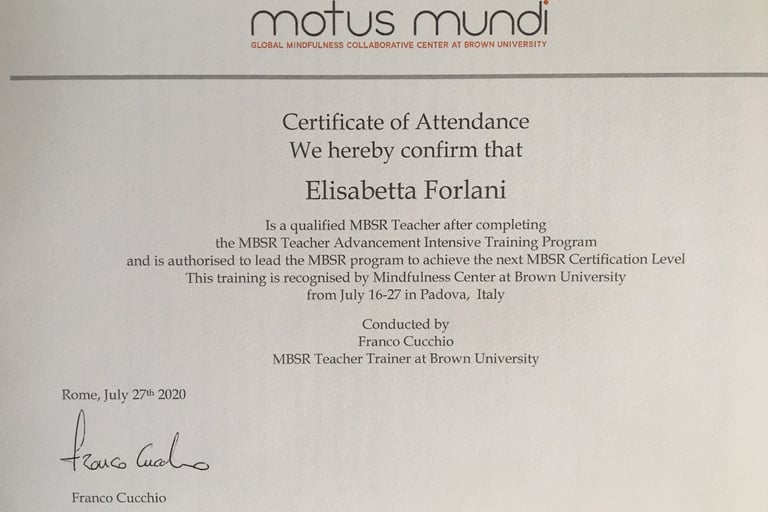 motus mundi
GLOBAL MINDFULNESS COLLABORATIVE CENTER AT BROWN UNIVERSITY
Certificate of Attendance
We hereby confirm that
Elisabetta Forlani
Is a qualified MBSR Teacher after completing
the MBSR Teacher Advancement Intensive Training Program
and is authorised to lead the MBSR program to achieve the next MBSR Certification Level
This training is recognised by Mindfulness Center at Brown University
from July 16-27 in Padova, Italy
Conducted by
Franco Cucchio
MBSR Teacher Trainer at Brown University
Rome, July 27th 2020
Franco Cucchio
Franco Cucchio